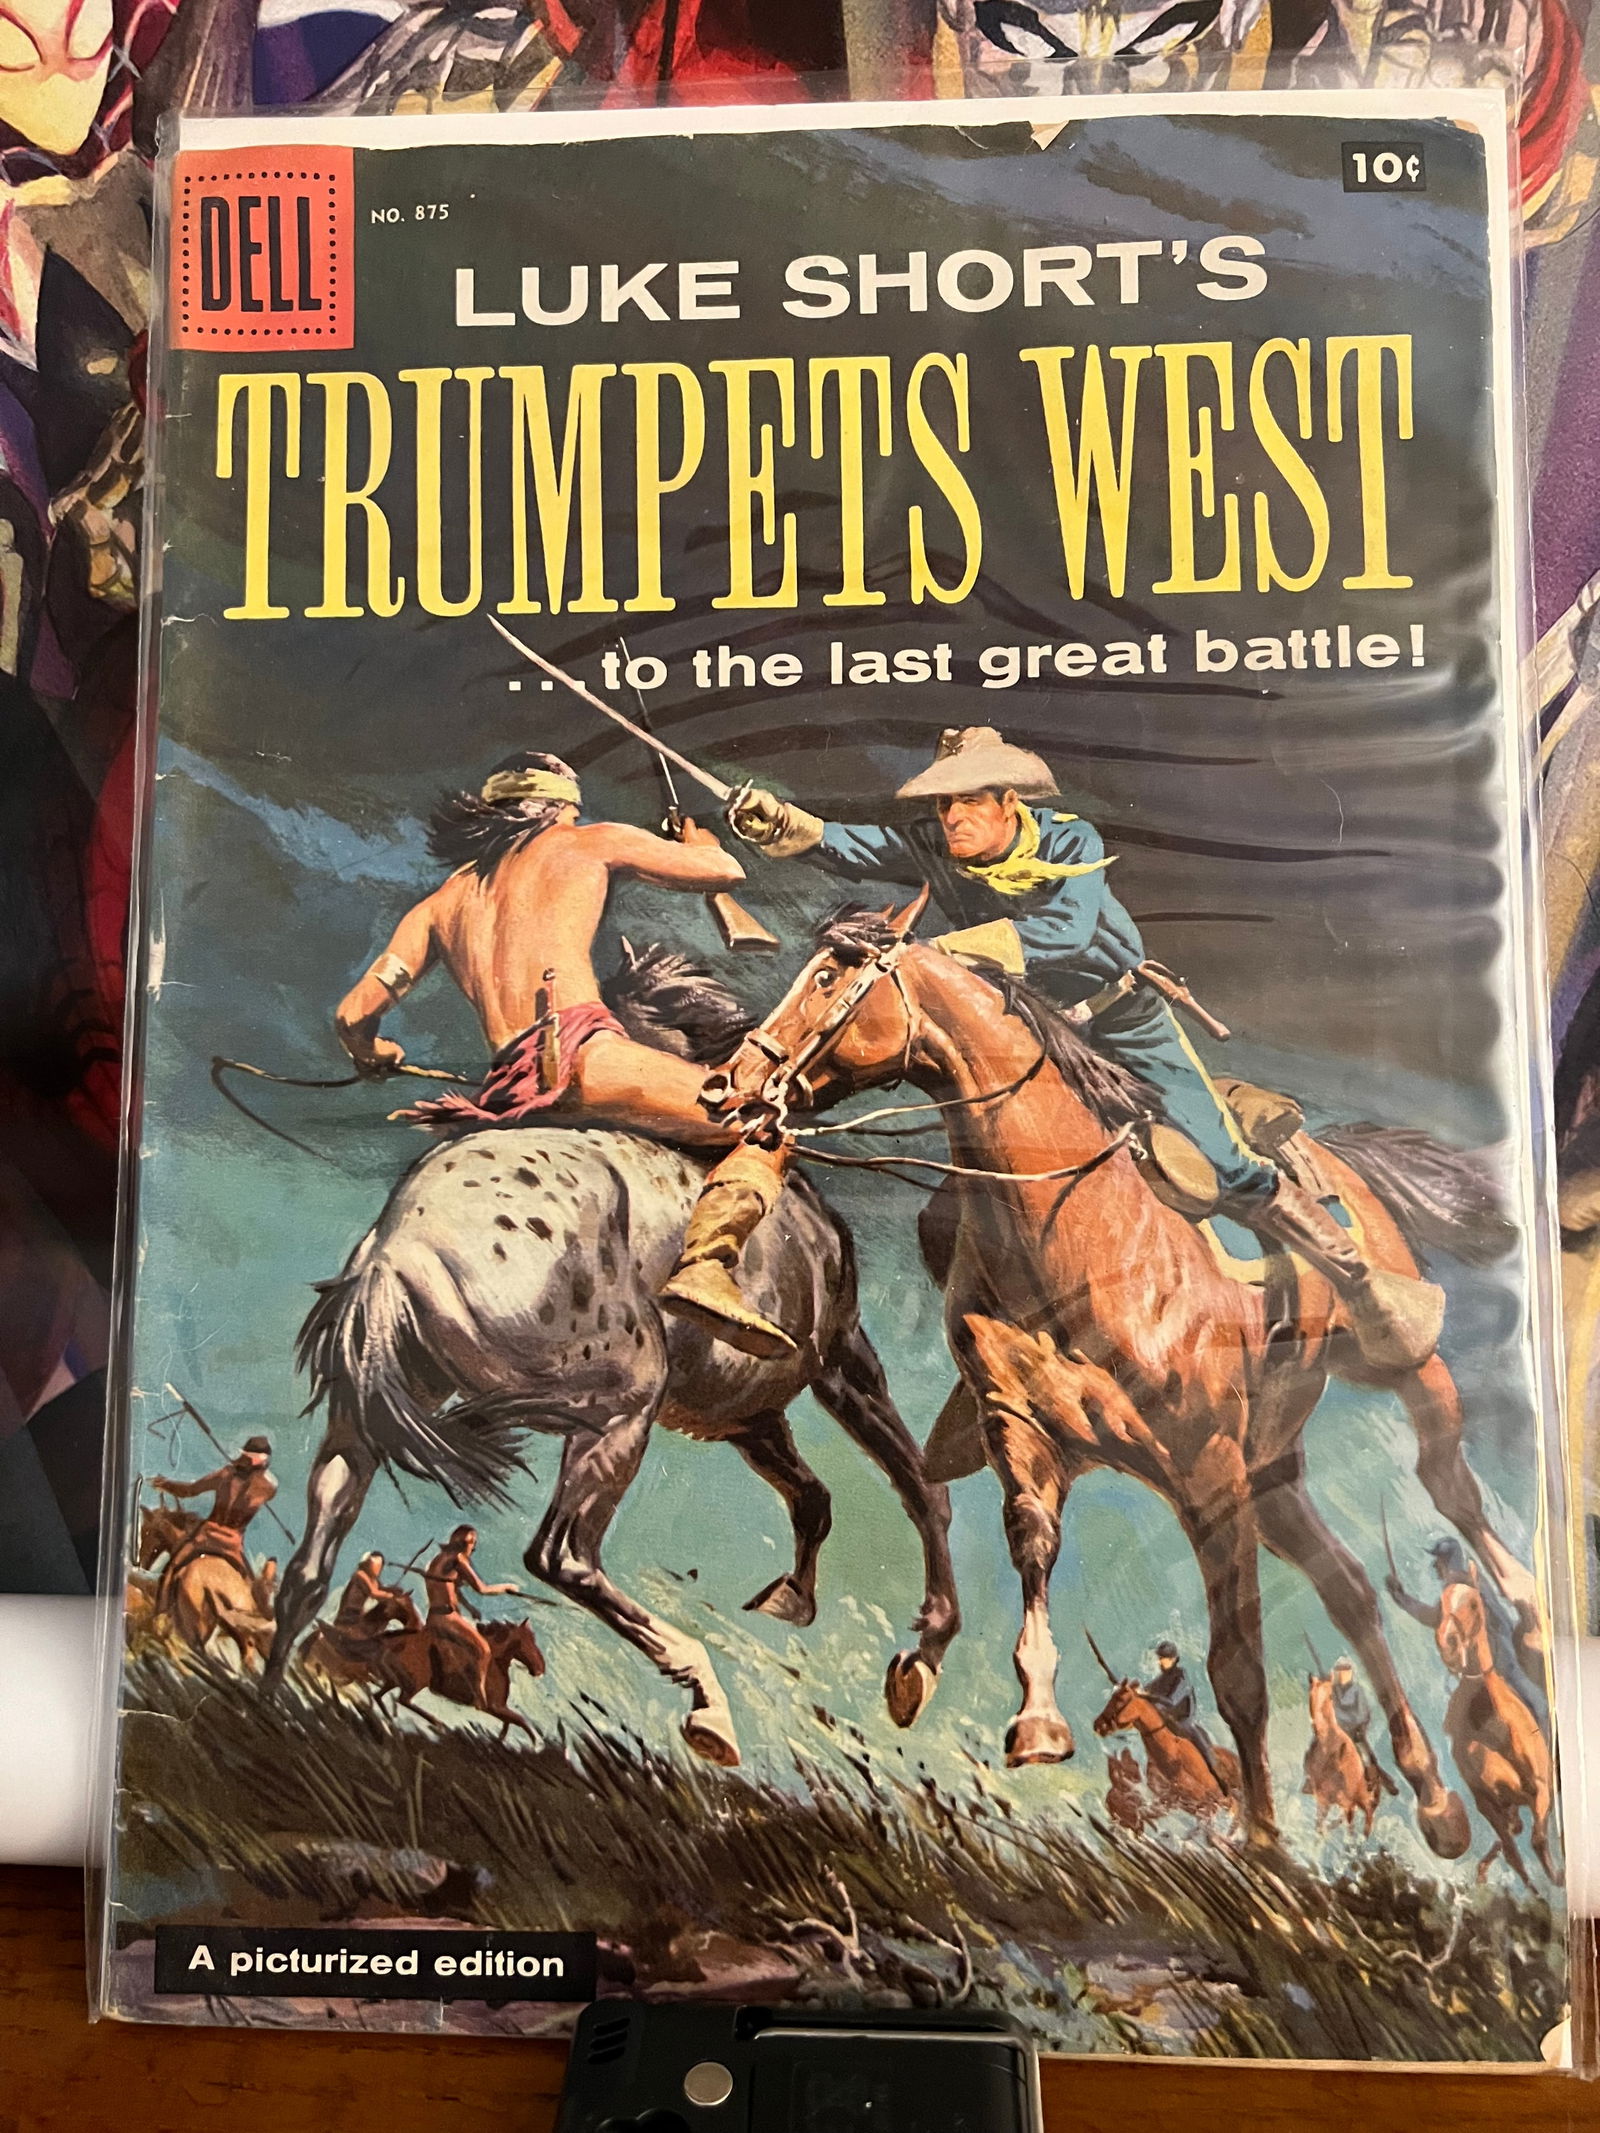 DELL
NO. 875
10¢
LUKE SHORT'S
TRUMPETS WEST
...to the last great battle!
A picturized edition